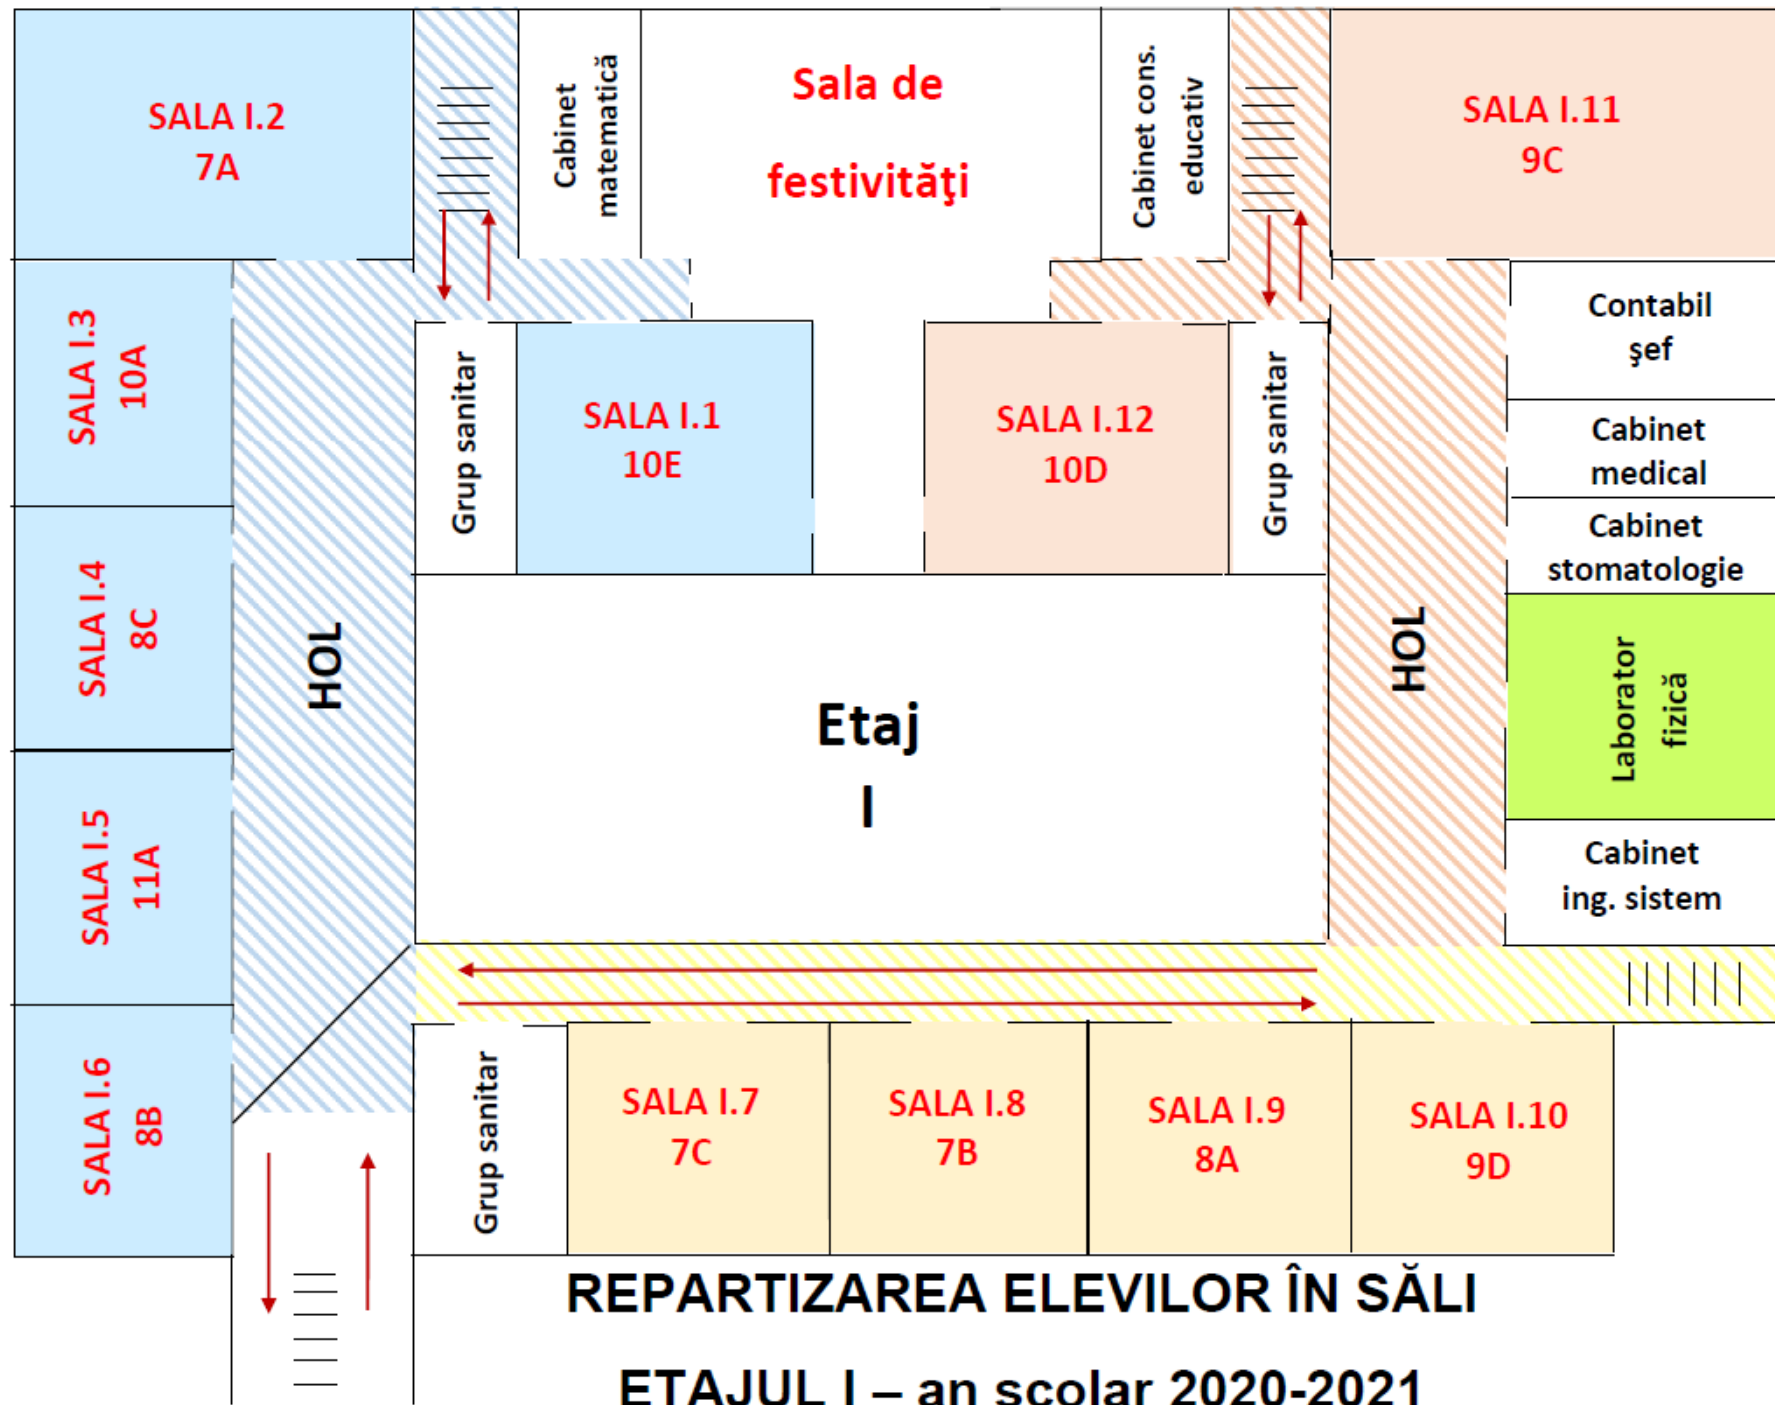 SALA I.2
7A
Cabinet
matematică
Sala de
festivităţi
Cabinet cons.
educativ
SALA I.11
9C
SALA I.3
10A
Grup sanitar
SALA I.1
10E
SALA I.12
10D
Grup sanitar
Contabil
şef
Cabinet
medical
Cabinet
stomatologie
SALA I.4
8C
HOL
Etaj
I
HOL
Laborator
fizică
SALA I.5
11A
Cabinet
ing. sistem
SALA I.6
8B
Grup sanitar
SALA I.7
7C
SALA I.8
7B
SALA I.9
8A
SALA I.10
9D
REPARTIZAREA ELEVILOR ÎN SĂLI
ETAJUL I – an scolar 2020-2021